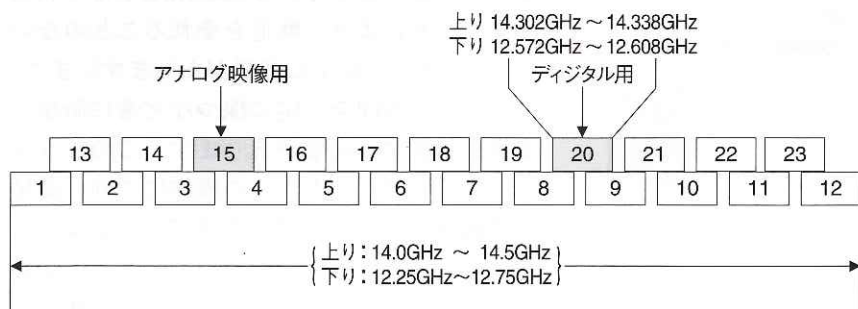 上り 14.302GHz～14.338GHz
下り 12.572GHz～12.608GHz
アナログ映像用
ディジタル用
13 14 15 16 17 18 19 20 21 22 23
1 2 3 4 5 6 7 8 9 10 11 12
上り：14.0GHz ～ 14.5GHz
下り：12.25GHz～12.75GHz